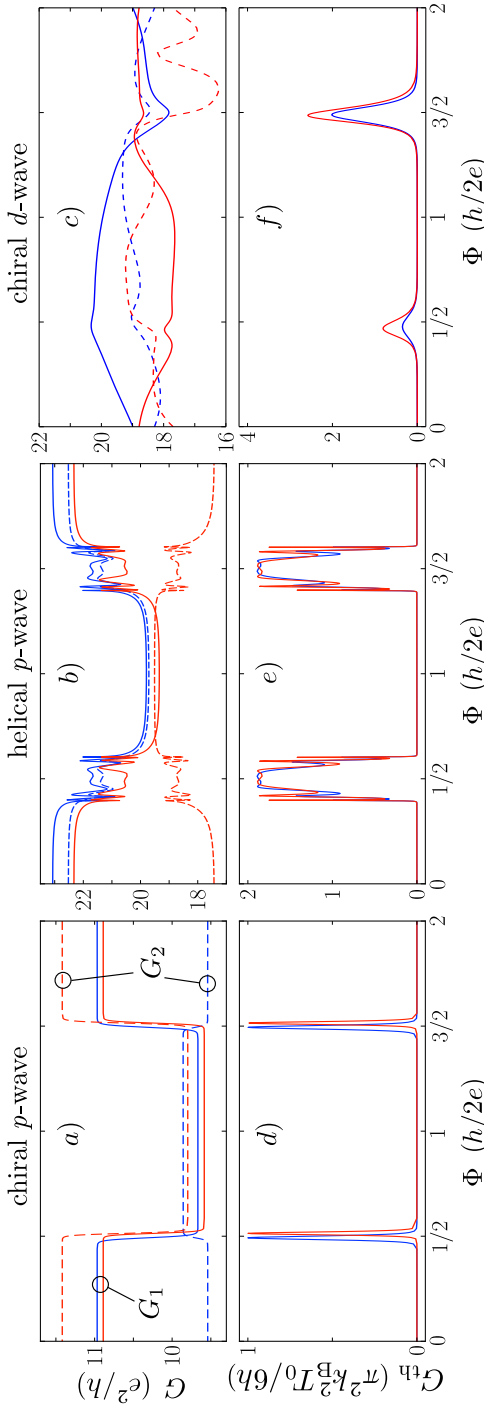 chiral p-wave
helical p-wave
chiral d-wave
a)
b)
c)
G₁
G₂
G (e²/h)
11
10
22
20
18
22
20
18
16
d)
e)
f)
G_th (π²k_B²T₀/6h)
1
0
2
1
0
4
2
0
0
1/2
1
3/2
2
0
1/2
1
3/2
2
0
1/2
1
3/2
2
Φ (h/2e)
Φ (h/2e)
Φ (h/2e)